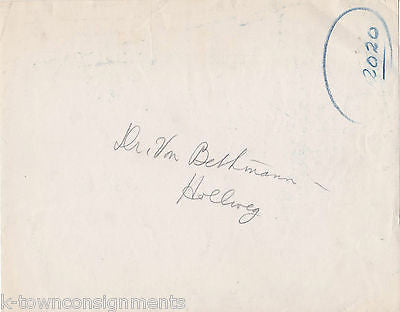 2020
Dr. Von Bethmann-
Hollweg
k-townconsignments